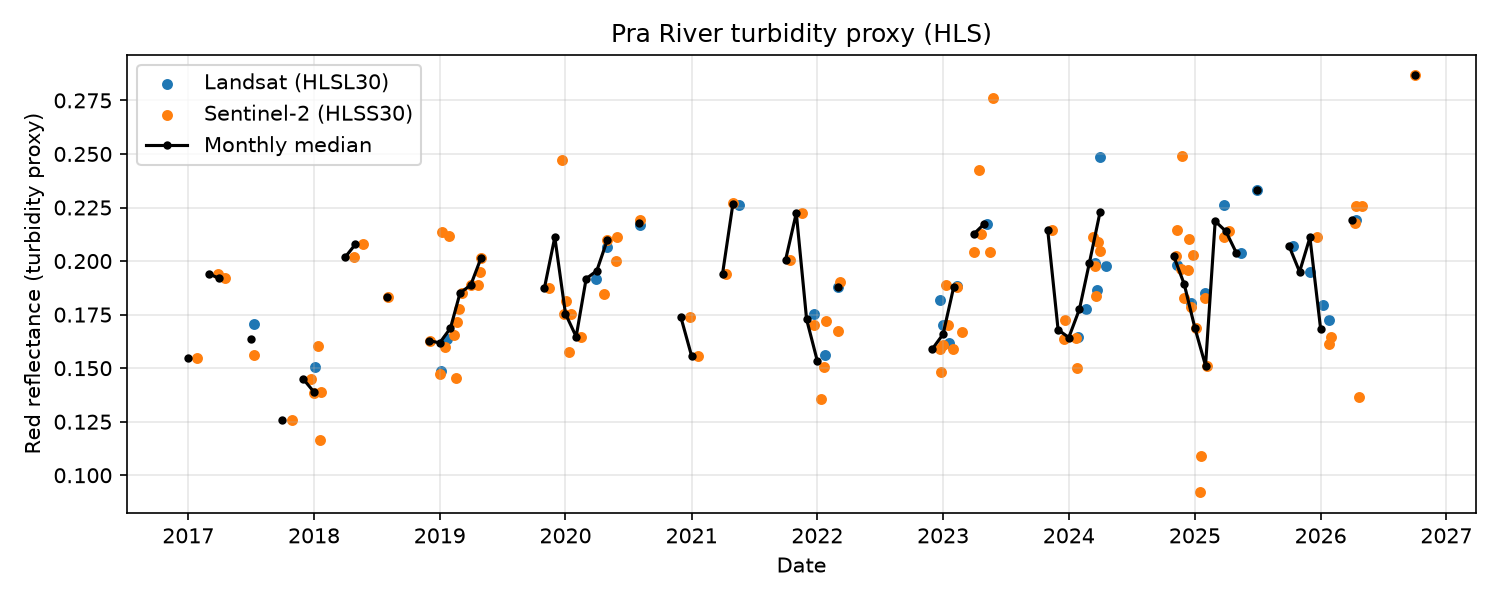 Pra River turbidity proxy (HLS)
Landsat (HLSL30)
Sentinel-2 (HLSS30)
Monthly median
Red reflectance (turbidity proxy)
0.275
0.250
0.225
0.200
0.175
0.150
0.125
0.100
2017 2018 2019 2020 2021 2022 2023 2024 2025 2026 2027
Date